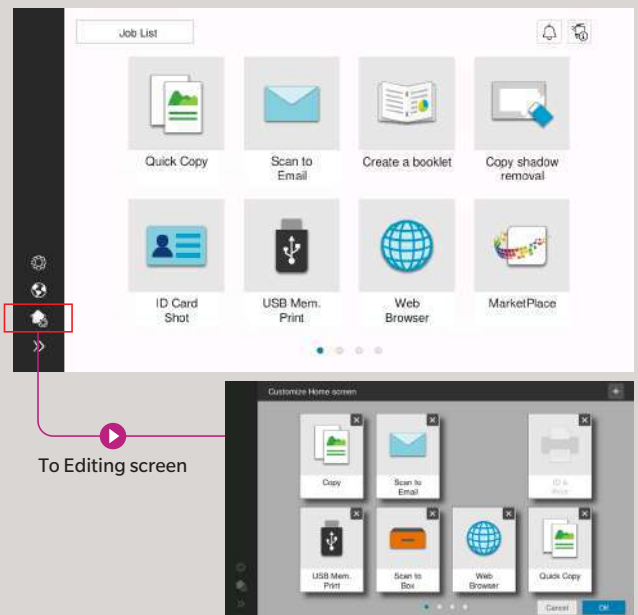 Job List
Quick Copy
Scan to
Email
Create a booklet
Copy shadow
removal
ID Card
Shot
USB Mem.
Print
Web
Browser
MarketPlace
To Editing screen
Customize Home screen
Copy
Scan to
Email
ID &
Print
USB Mem.
Print
Scan to
Box
Web
Browser
Quick Copy
Cancel
OK